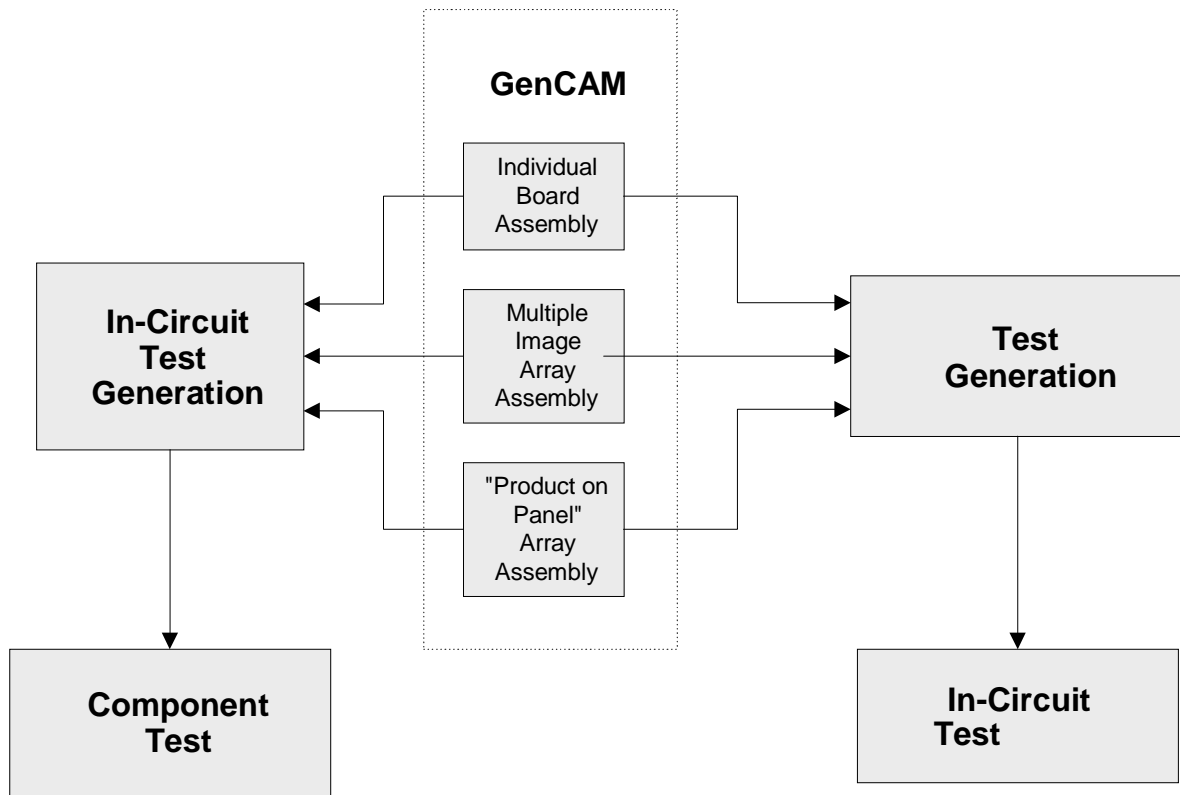 GenCAM
Individual
Board
Assembly
In-Circuit
Test
Generation
Multiple
Image
Array
Assembly
Test
Generation
"Product on
Panel"
Array
Assembly
Component
Test
In-Circuit
Test